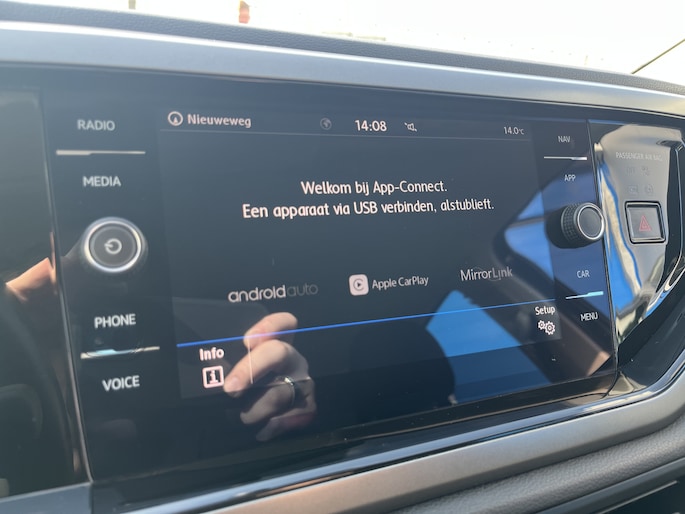 RADIO
MEDIA
PHONE
VOICE
Nieuweweg
14:08
14.0°C
Welkom bij App-Connect.
Een apparaat via USB verbinden, alstublieft.
androidauto
Apple CarPlay
MirrorLink
Info
Setup
NAV
APP
CAR
MENU
PASSENGER AIR BAG